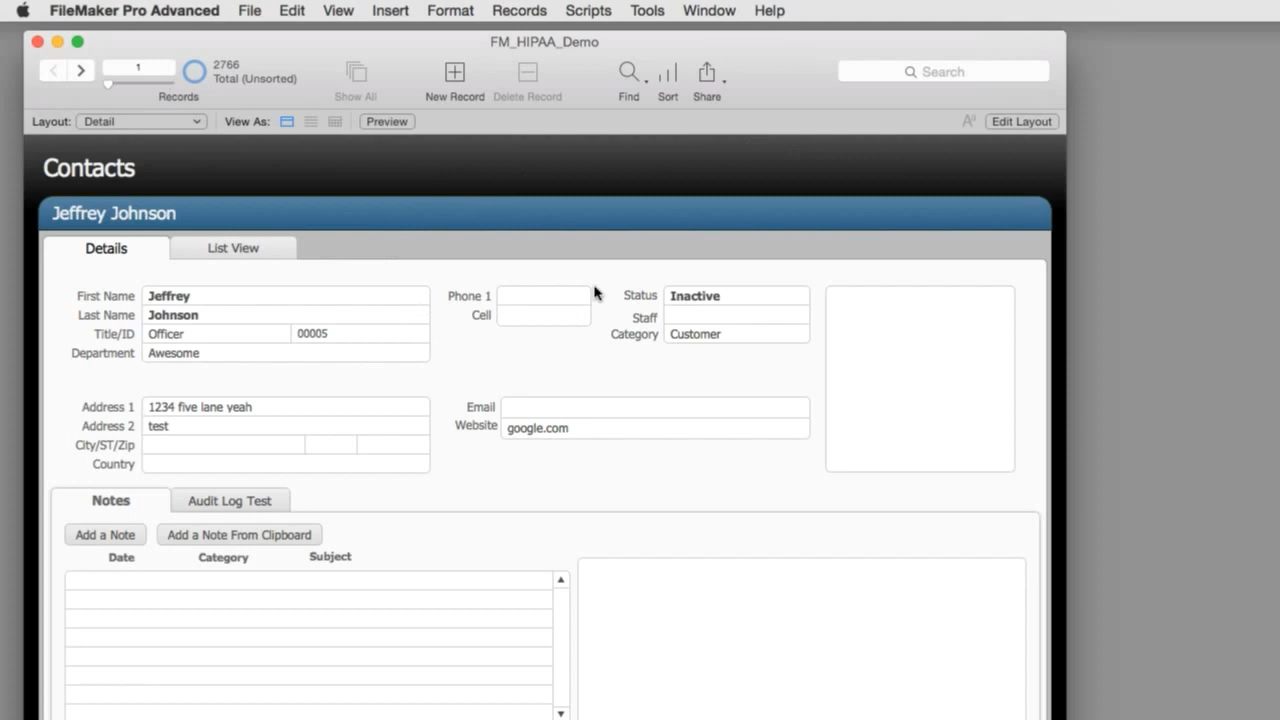 FileMaker Pro Advanced File Edit View Insert Format Records Scripts Tools Window Help
FM_HIPAA_Demo
1
2766
Total (Unsorted)
Records
Show All
New Record
Delete Record
Find
Sort
Share
Search
Layout: Detail View As: Preview Aa Edit Layout
Contacts
Jeffrey Johnson
Details List View
First Name Jeffrey
Last Name Johnson
Title/ID Officer 00005
Department Awesome
Phone 1
Cell
Status Inactive
Staff
Category Customer
Address 1 1234 five lane yeah
Address 2 test
City/ST/Zip
Country
Email
Website google.com
Notes Audit Log Test
Add a Note Add a Note From Clipboard
Date Category Subject